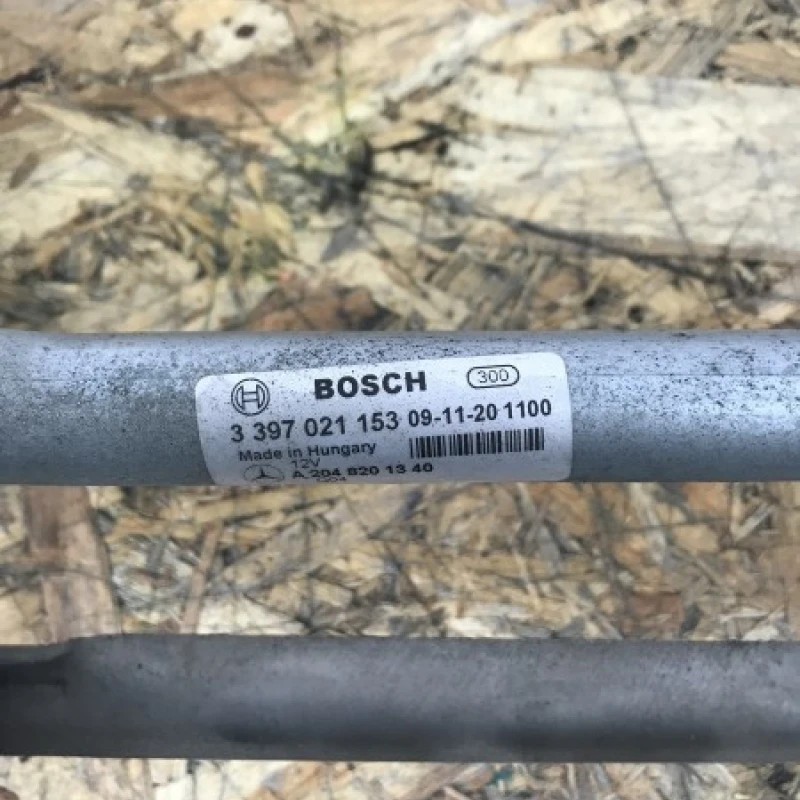 BOSCH 300
3 397 021 153 09-11-20 1100
Made in Hungary
12V
A 204 820 13 40